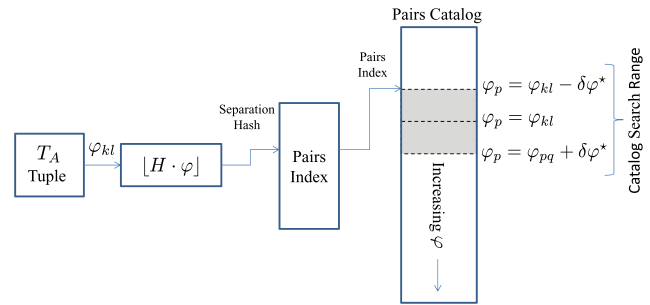 Pairs Catalog
Pairs
Index
φ_p = φ_kl − δφ*
Separation
Hash
φ_p = φ_kl
φ_kl
T_A
Tuple
⌊H · φ⌋
Pairs
Index
φ_p = φ_pq + δφ*
Increasing φ
Catalog Search Range